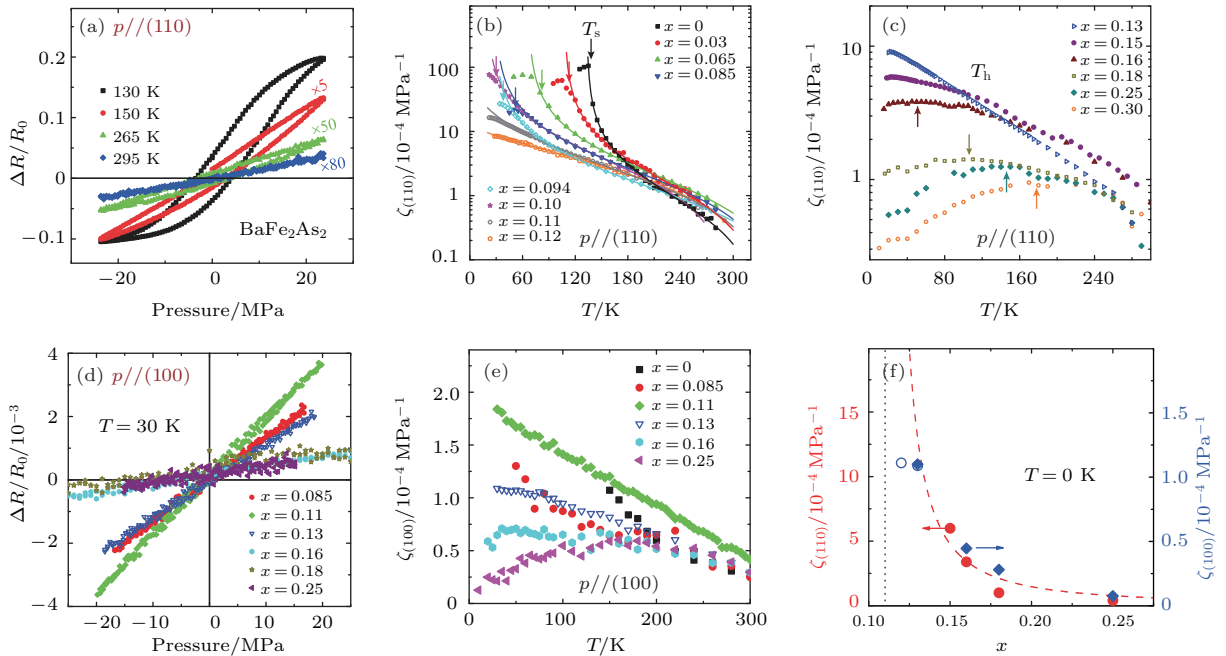 (a) p//(110)
0.2
0.1
0
−0.1
130 K
150 K
265 K
295 K
×5
×50
×80
BaFe₂As₂
ΔR/R₀
−20
0
20
Pressure/MPa
(b)
Tₛ
x = 0
x = 0.03
x = 0.065
x = 0.085
100
10
1
0.1
x = 0.094
x = 0.10
x = 0.11
x = 0.12
p//(110)
ζ₍₁₁₀₎/10⁻⁴ MPa⁻¹
0
60
120
180
240
300
T/K
(c)
Tₕ
x = 0.13
x = 0.15
x = 0.16
x = 0.18
x = 0.25
x = 0.30
10
1
p//(110)
ζ₍₁₁₀₎/10⁻⁴ MPa⁻¹
0
80
160
240
T/K
(d) p//(100)
T = 30 K
4
2
0
−2
−4
x = 0.085
x = 0.11
x = 0.13
x = 0.16
x = 0.18
x = 0.25
ΔR/R₀/10⁻³
−20
−10
0
10
20
Pressure/MPa
(e)
x = 0
x = 0.085
x = 0.11
x = 0.13
x = 0.16
x = 0.25
2.0
1.5
1.0
0.5
0
p//(100)
ζ₍₁₀₀₎/10⁻⁴ MPa⁻¹
0
100
200
300
T/K
(f)
T = 0 K
15
10
5
0
ζ₍₁₁₀₎/10⁻⁴ MPa⁻¹
1.5
1.0
0.5
0
ζ₍₁₀₀₎/10⁻⁴ MPa⁻¹
0.10
0.15
0.20
0.25
x